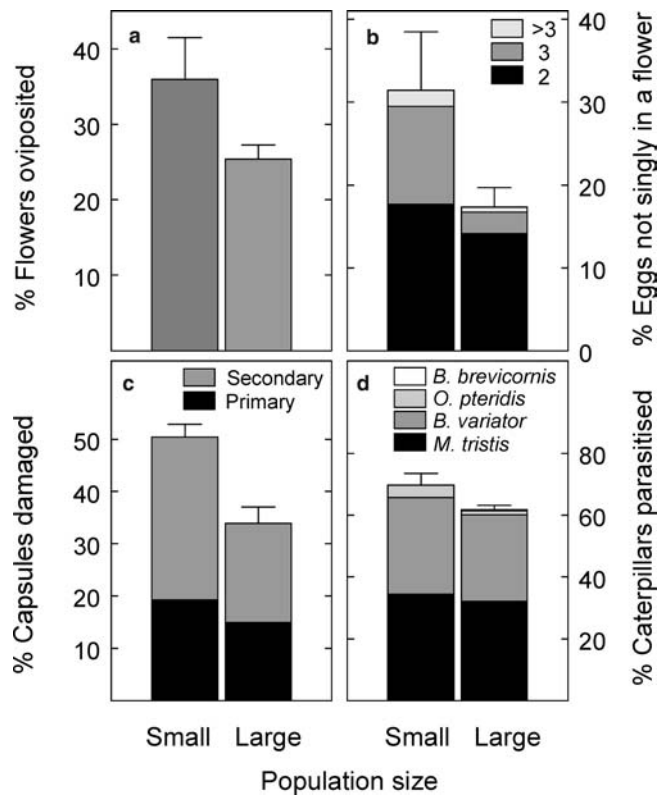 a
40
30
20
10
% Flowers oviposited
b
>3
3
2
40
30
20
10
0
% Eggs not singly in a flower
c
Secondary
Primary
50
40
30
20
10
% Capsules damaged
d
B. brevicornis
O. pteridis
B. variator
M. tristis
80
60
40
20
% Caterpillars parasitised
Small Large
Small Large
Population size